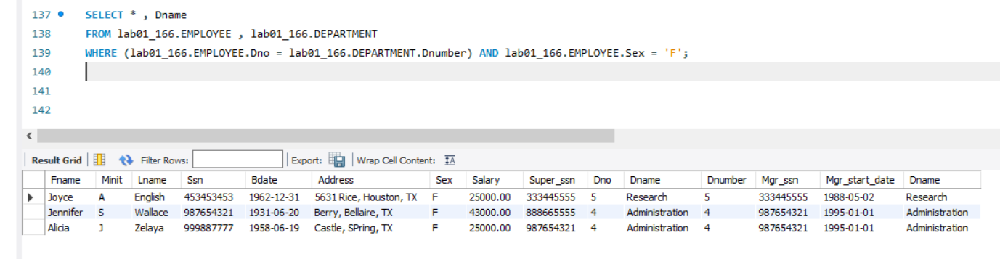 137 SELECT * , Dname
138 FROM lab01_166.EMPLOYEE , lab01_166.DEPARTMENT
139 WHERE (lab01_166.EMPLOYEE.Dno = lab01_166.DEPARTMENT.Dnumber) AND lab01_166.EMPLOYEE.Sex = 'F';
140
141
142
Result Grid Filter Rows: Export: Wrap Cell Content: IA
Fname Minit Lname Ssn Bdate Address Sex Salary Super_ssn Dno Dname Dnumber Mgr_ssn Mgr_start_date Dname
Joyce A English 453453453 1962-12-31 5631 Rice, Houston, TX F 25000.00 333445555 5 Research 5 333445555 1988-05-02 Research
Jennifer S Wallace 987654321 1931-06-20 Berry, Bellaire, TX F 43000.00 888665555 4 Administration 4 987654321 1995-01-01 Administration
Alicia J Zelaya 999887777 1958-06-19 Castle, SPring, TX F 25000.00 987654321 4 Administration 4 987654321 1995-01-01 Administration